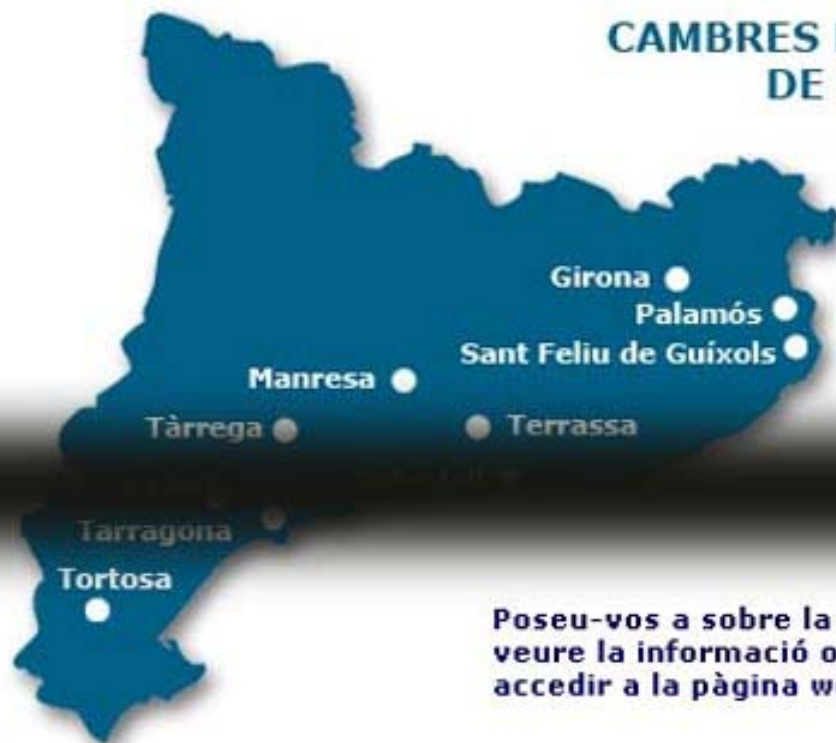 CAMBRES
DE
Girona
Palamós
Sant Feliu de Guíxols
Manresa
Tàrrega
Terrassa
Tarragona
Tortosa
Poseu-vos a sobre la
veure la informació
accedir a la pàgina